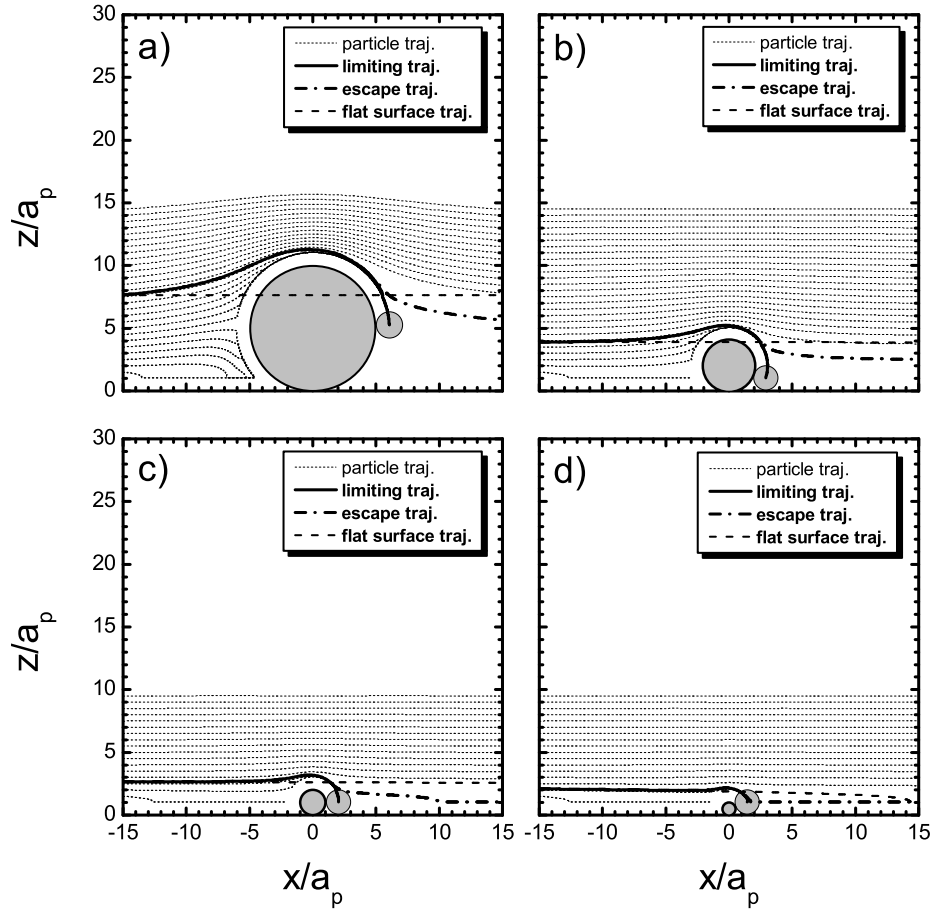 a)
particle traj.
limiting traj.
escape traj.
flat surface traj.
b)
particle traj.
limiting traj.
escape traj.
flat surface traj.
30
25
20
15
10
5
0
z/a_p
c)
particle traj.
limiting traj.
escape traj.
flat surface traj.
d)
particle traj.
limiting traj.
escape traj.
flat surface traj.
30
25
20
15
10
5
0
z/a_p
-15 -10 -5 0 5 10 15
-15 -10 -5 0 5 10 15
x/a_p
x/a_p